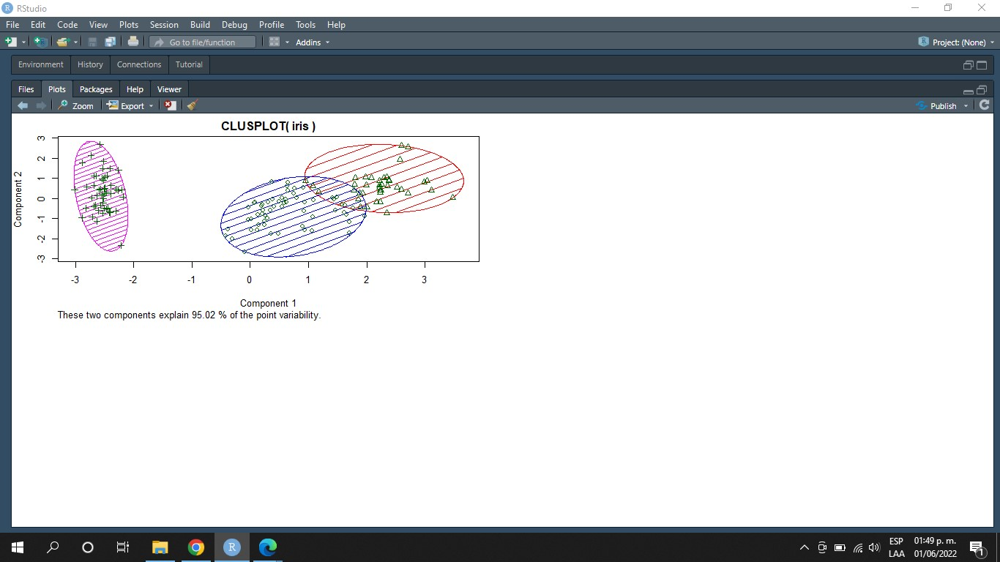 RStudio
File Edit Code View Plots Session Build Debug Profile Tools Help
Go to file/function Addins Project: (None)
Environment History Connections Tutorial
Files Plots Packages Help Viewer
Zoom Export Publish
CLUSPLOT( iris )
Component 2
3
2
1
0
-1
-2
-3
-3 -2 -1 0 1 2 3
Component 1
These two components explain 95.02 % of the point variability.
ESP 01:49 p. m.
LAA 01/06/2022
1